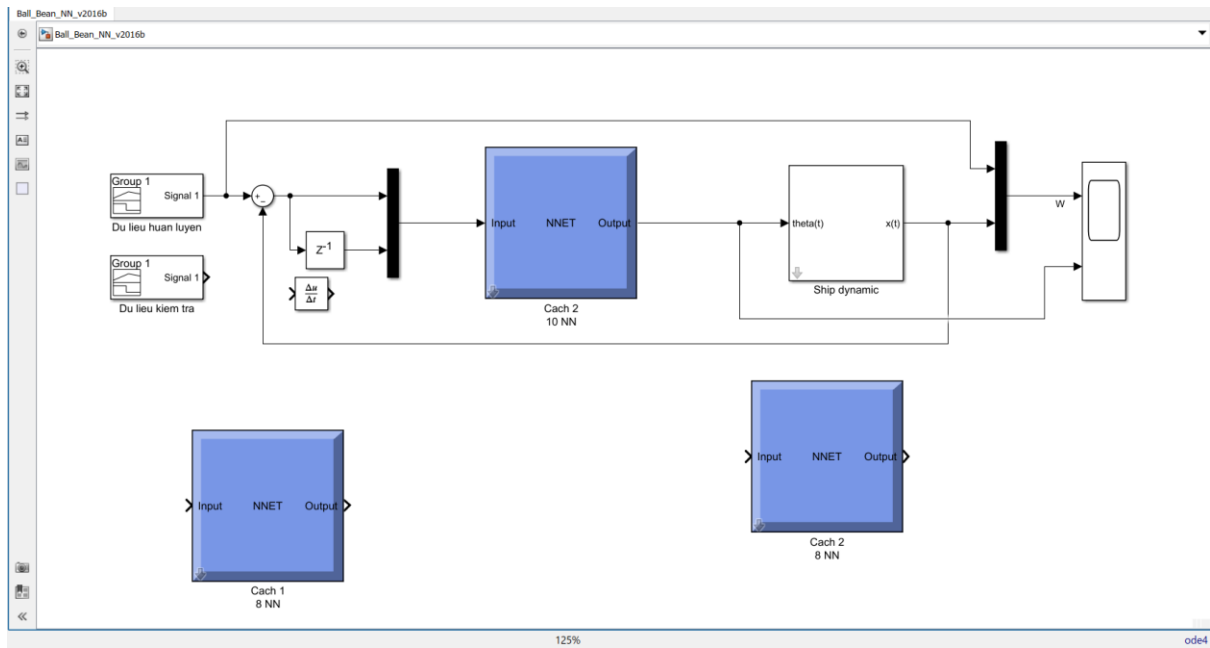 Ball_Bean_NN_v2016b
Ball_Bean_NN_v2016b
Group 1
Signal 1
Du lieu huan luyen
Group 1
Signal 1
Du lieu kiem tra
+
−
Z⁻¹
Δu
Δt
Input NNET Output
Cach 2
10 NN
theta(t) x(t)
Ship dynamic
W
Input NNET Output
Cach 1
8 NN
Input NNET Output
Cach 2
8 NN
125%
ode4